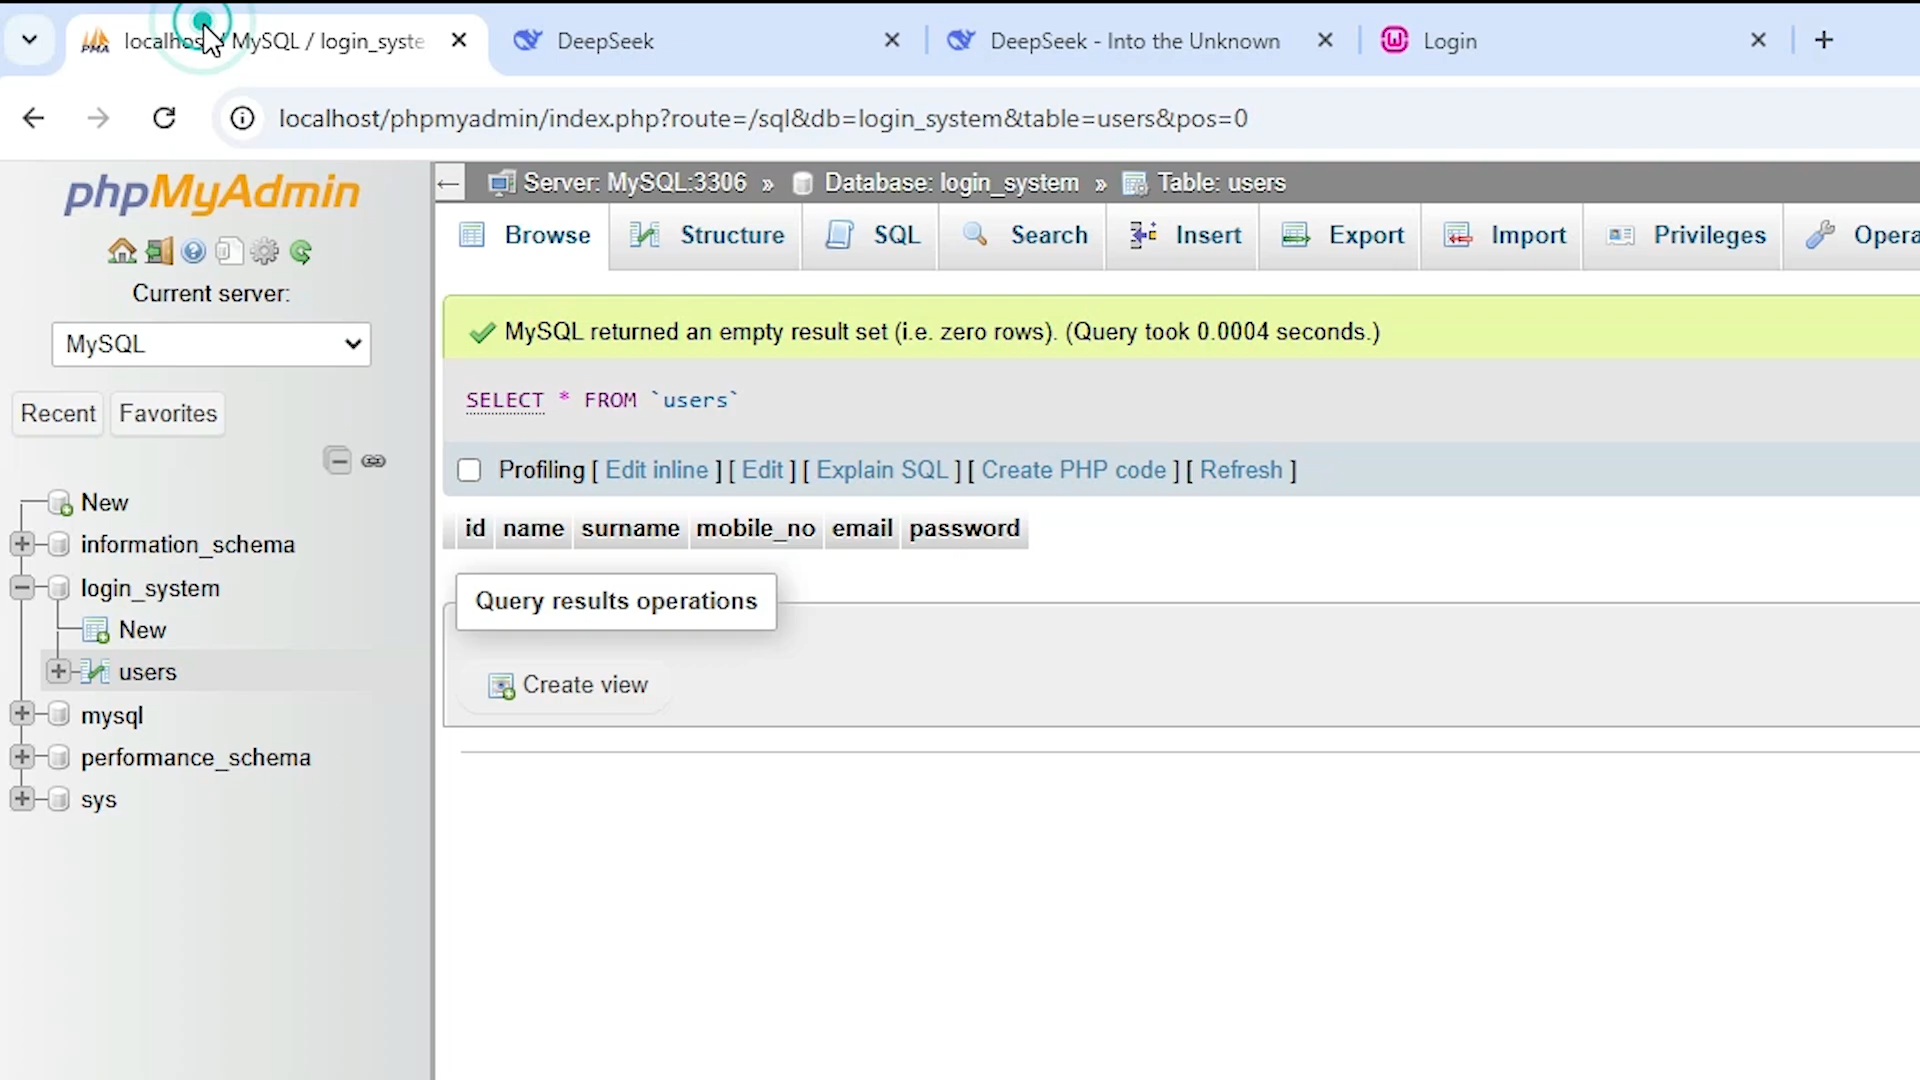 localhost / MySQL / login_syste
DeepSeek
DeepSeek - Into the Unknown
Login
localhost/phpmyadmin/index.php?route=/sql&db=login_system&table=users&pos=0
phpMyAdmin
Current server:
MySQL
Recent
Favorites
New
information_schema
login_system
New
users
mysql
performance_schema
sys
Server: MySQL:3306 » Database: login_system » Table: users
Browse
Structure
SQL
Search
Insert
Export
Import
Privileges
Opera
MySQL returned an empty result set (i.e. zero rows). (Query took 0.0004 seconds.)
SELECT * FROM `users`
Profiling [ Edit inline ] [ Edit ] [ Explain SQL ] [ Create PHP code ] [ Refresh ]
id name surname mobile_no email password
Query results operations
Create view